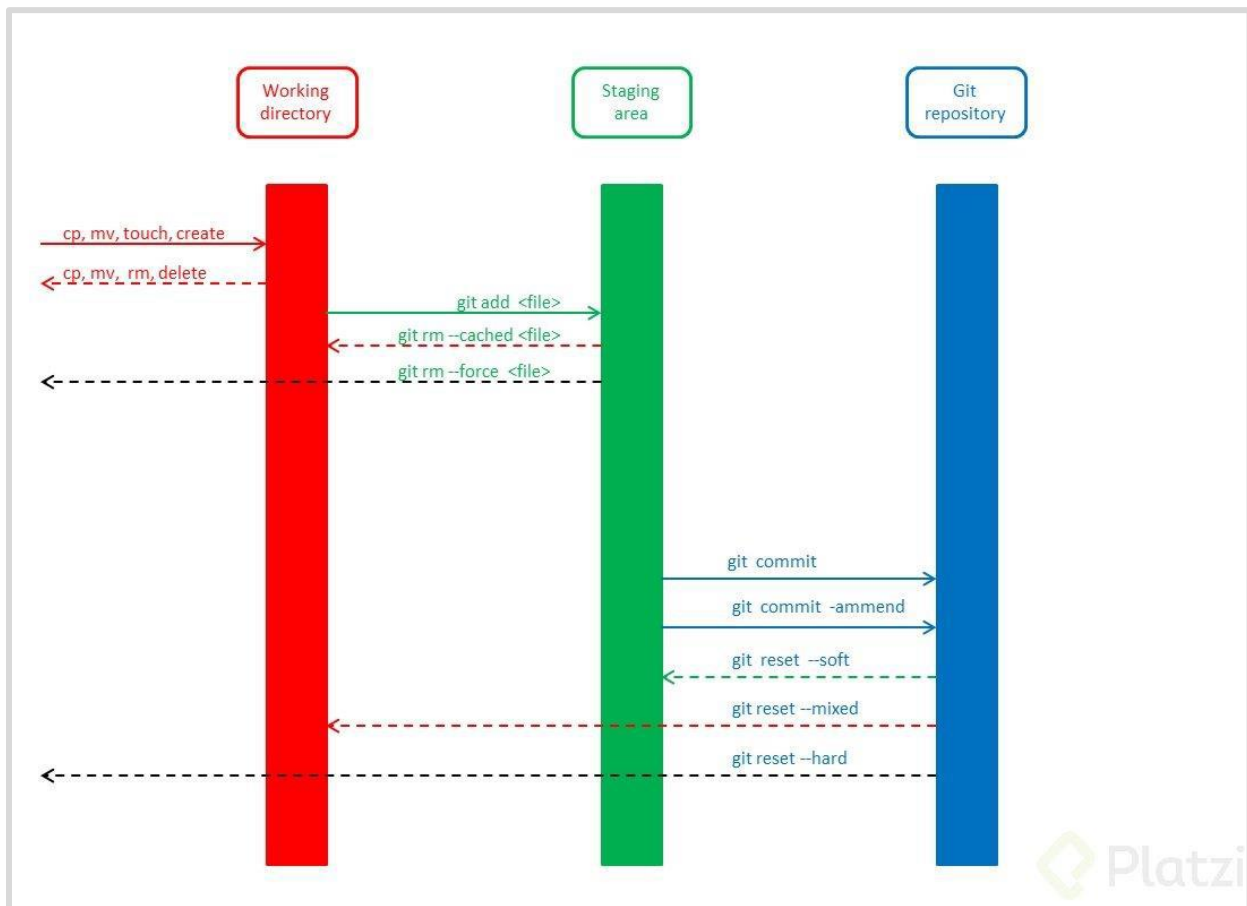 Working
directory
Staging
area
Git
repository
cp, mv, touch, create
cp, mv, rm, delete
git add <file>
git rm --cached <file>
git rm --force <file>
git commit
git commit -ammend
git reset --soft
git reset --mixed
git reset --hard
Platzi